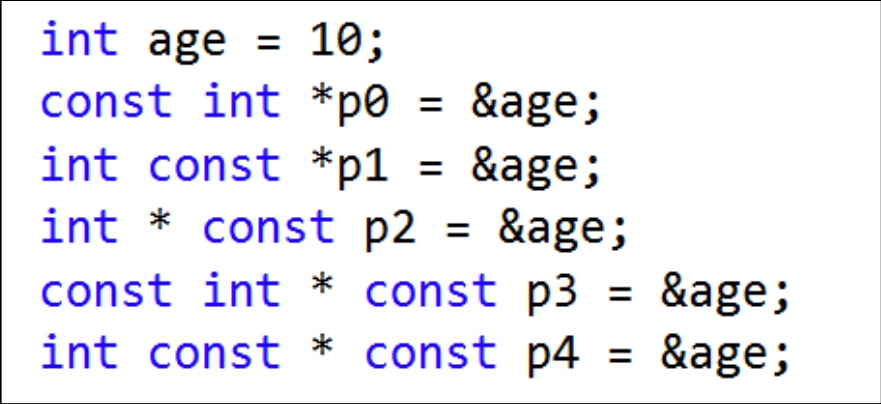 int age = 10;
const int *p0 = &age;
int const *p1 = &age;
int * const p2 = &age;
const int * const p3 = &age;
int const * const p4 = &age;